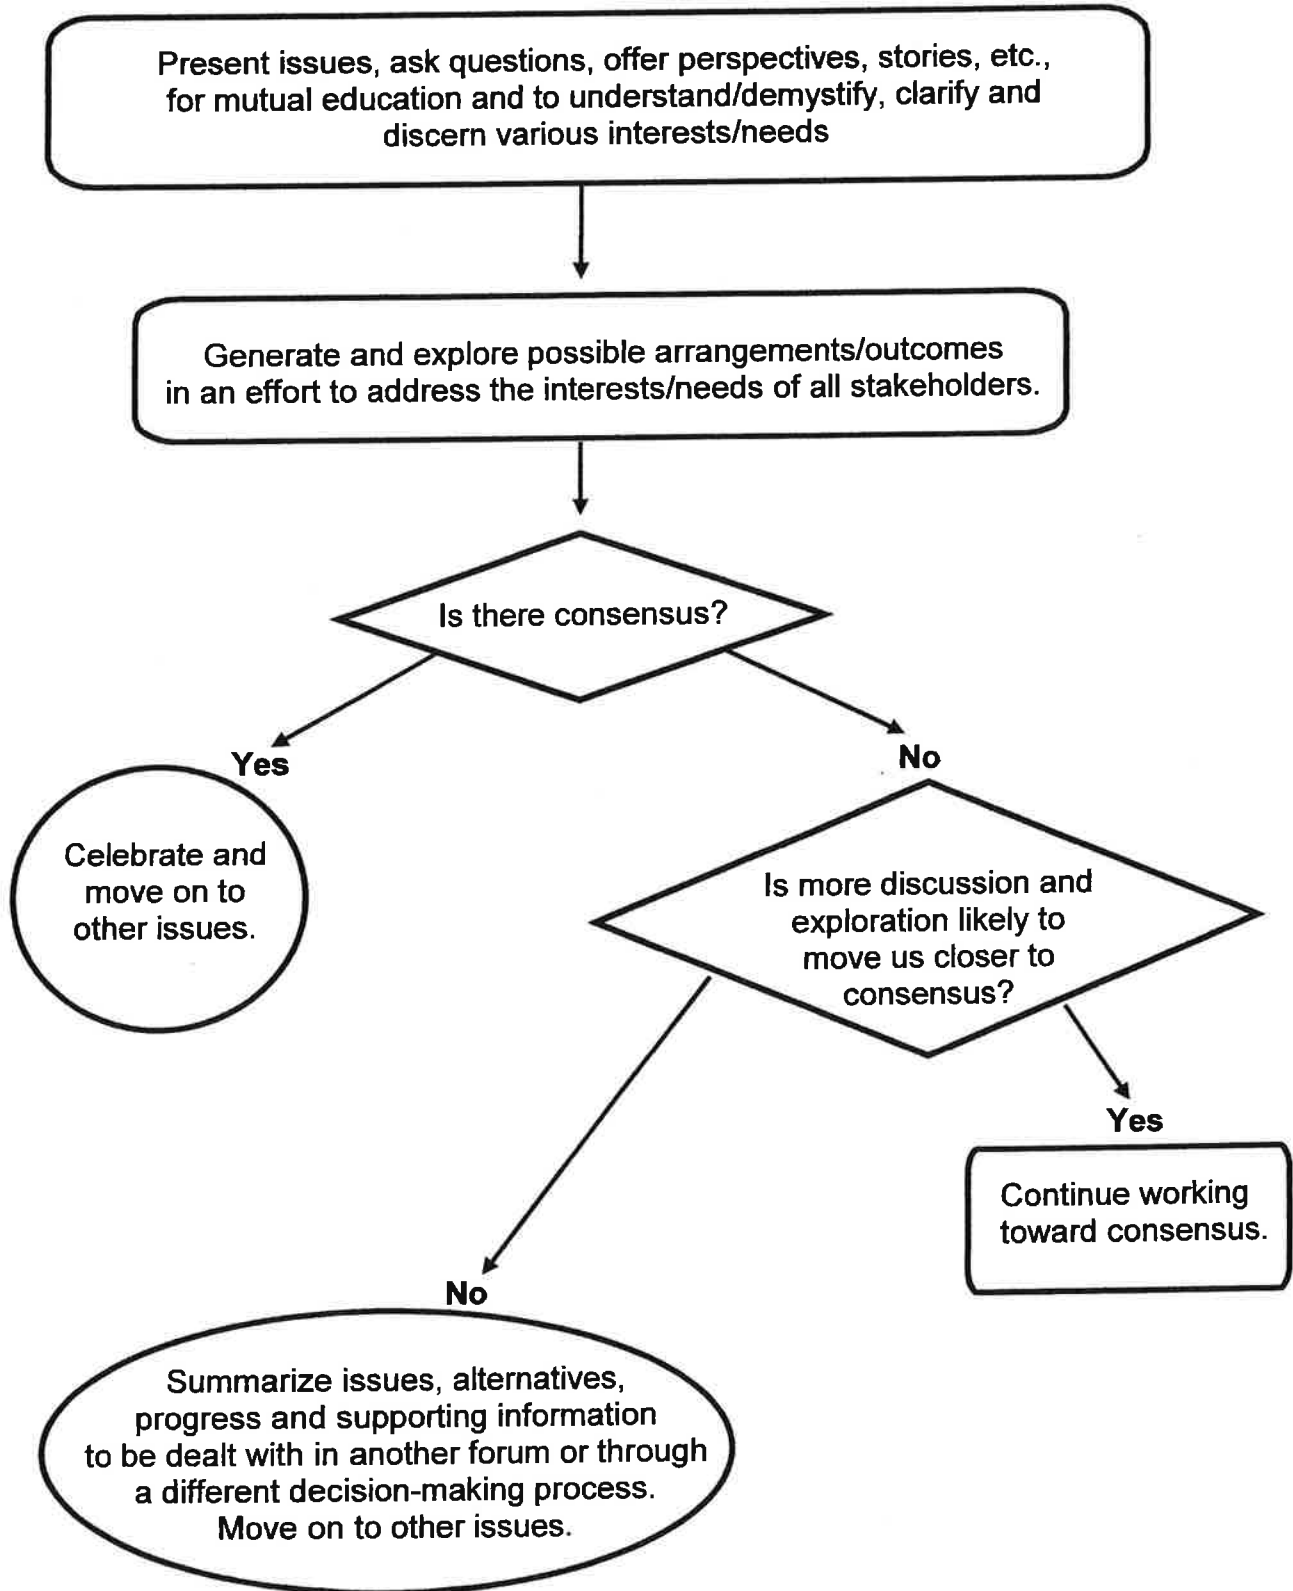 Present issues, ask questions, offer perspectives, stories, etc.,
for mutual education and to understand/demystify, clarify and
discern various interests/needs
Generate and explore possible arrangements/outcomes
in an effort to address the interests/needs of all stakeholders.
Is there consensus?
Yes
No
Celebrate and
move on to
other issues.
Is more discussion and
exploration likely to
move us closer to
consensus?
Yes
Continue working
toward consensus.
No
Summarize issues, alternatives,
progress and supporting information
to be dealt with in another forum or through
a different decision-making process.
Move on to other issues.